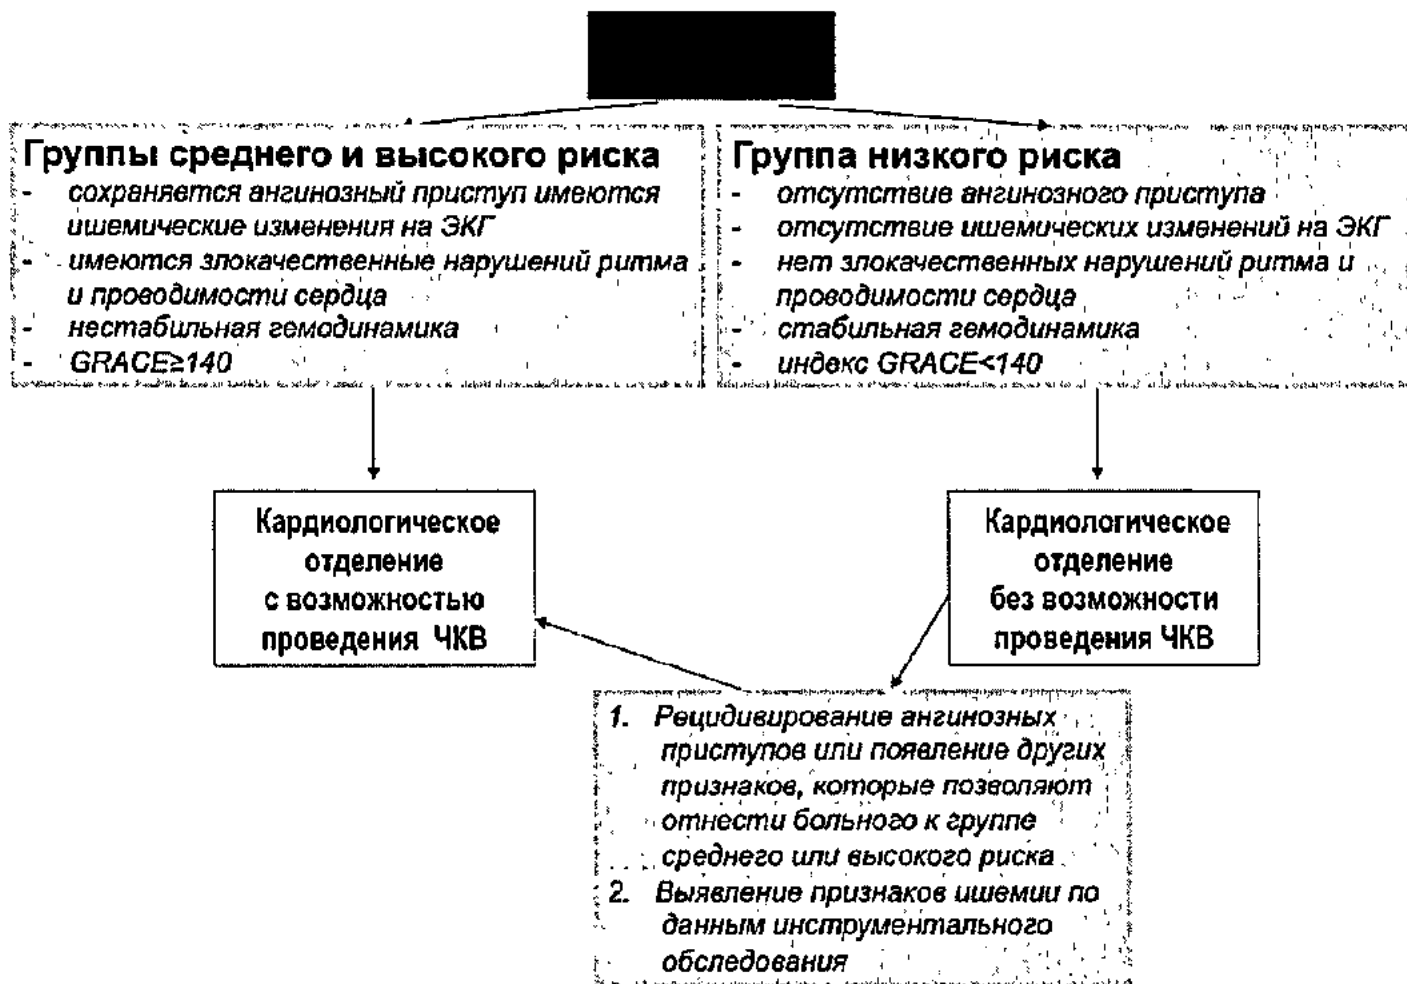 Группы среднего и высокого риска
- сохраняется ангинозный приступ имеются
ишемические изменения на ЭКГ
- имеются злокачественные нарушений ритма
и проводимости сердца
- нестабильная гемодинамика
- GRACE≥140
Группа низкого риска
- отсутствие ангинозного приступа
- отсутствие ишемических изменений на ЭКГ
- нет злокачественных нарушений ритма и
проводимости сердца
- стабильная гемодинамика
- индекс GRACE<140
Кардиологическое
отделение
с возможностью
проведения ЧКВ
Кардиологическое
отделение
без возможности
проведения ЧКВ
1. Рецидивирование ангинозных
приступов или появление других
признаков, которые позволяют
отнести больного к группе
среднего или высокого риска
2. Выявление признаков ишемии по
данным инструментального
обследования